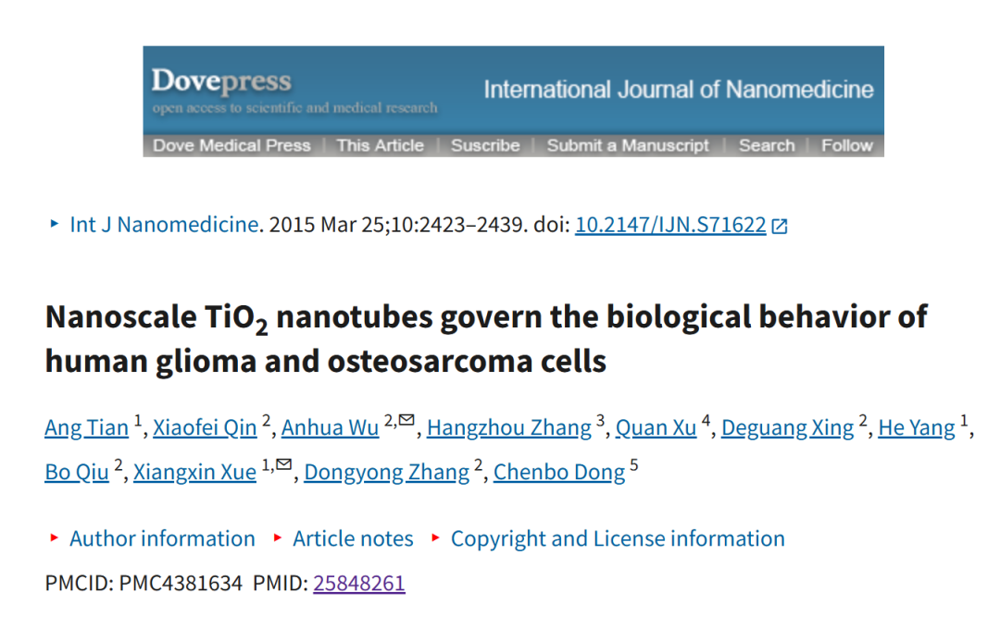 Dovepress
open access to scientific and medical research
International Journal of Nanomedicine
Dove Medical Press | This Article | Suscribe | Submit a Manuscript | Search | Follow
Int J Nanomedicine. 2015 Mar 25;10:2423–2439. doi: 10.2147/IJN.S71622
Nanoscale TiO2 nanotubes govern the biological behavior of
human glioma and osteosarcoma cells
Ang Tian 1, Xiaofei Qin 2, Anhua Wu 2,✉, Hangzhou Zhang 3, Quan Xu 4, Deguang Xing 2, He Yang 1,
Bo Qiu 2, Xiangxin Xue 1,✉, Dongyong Zhang 2, Chenbo Dong 5
Author information Article notes Copyright and License information
PMCID: PMC4381634 PMID: 25848261